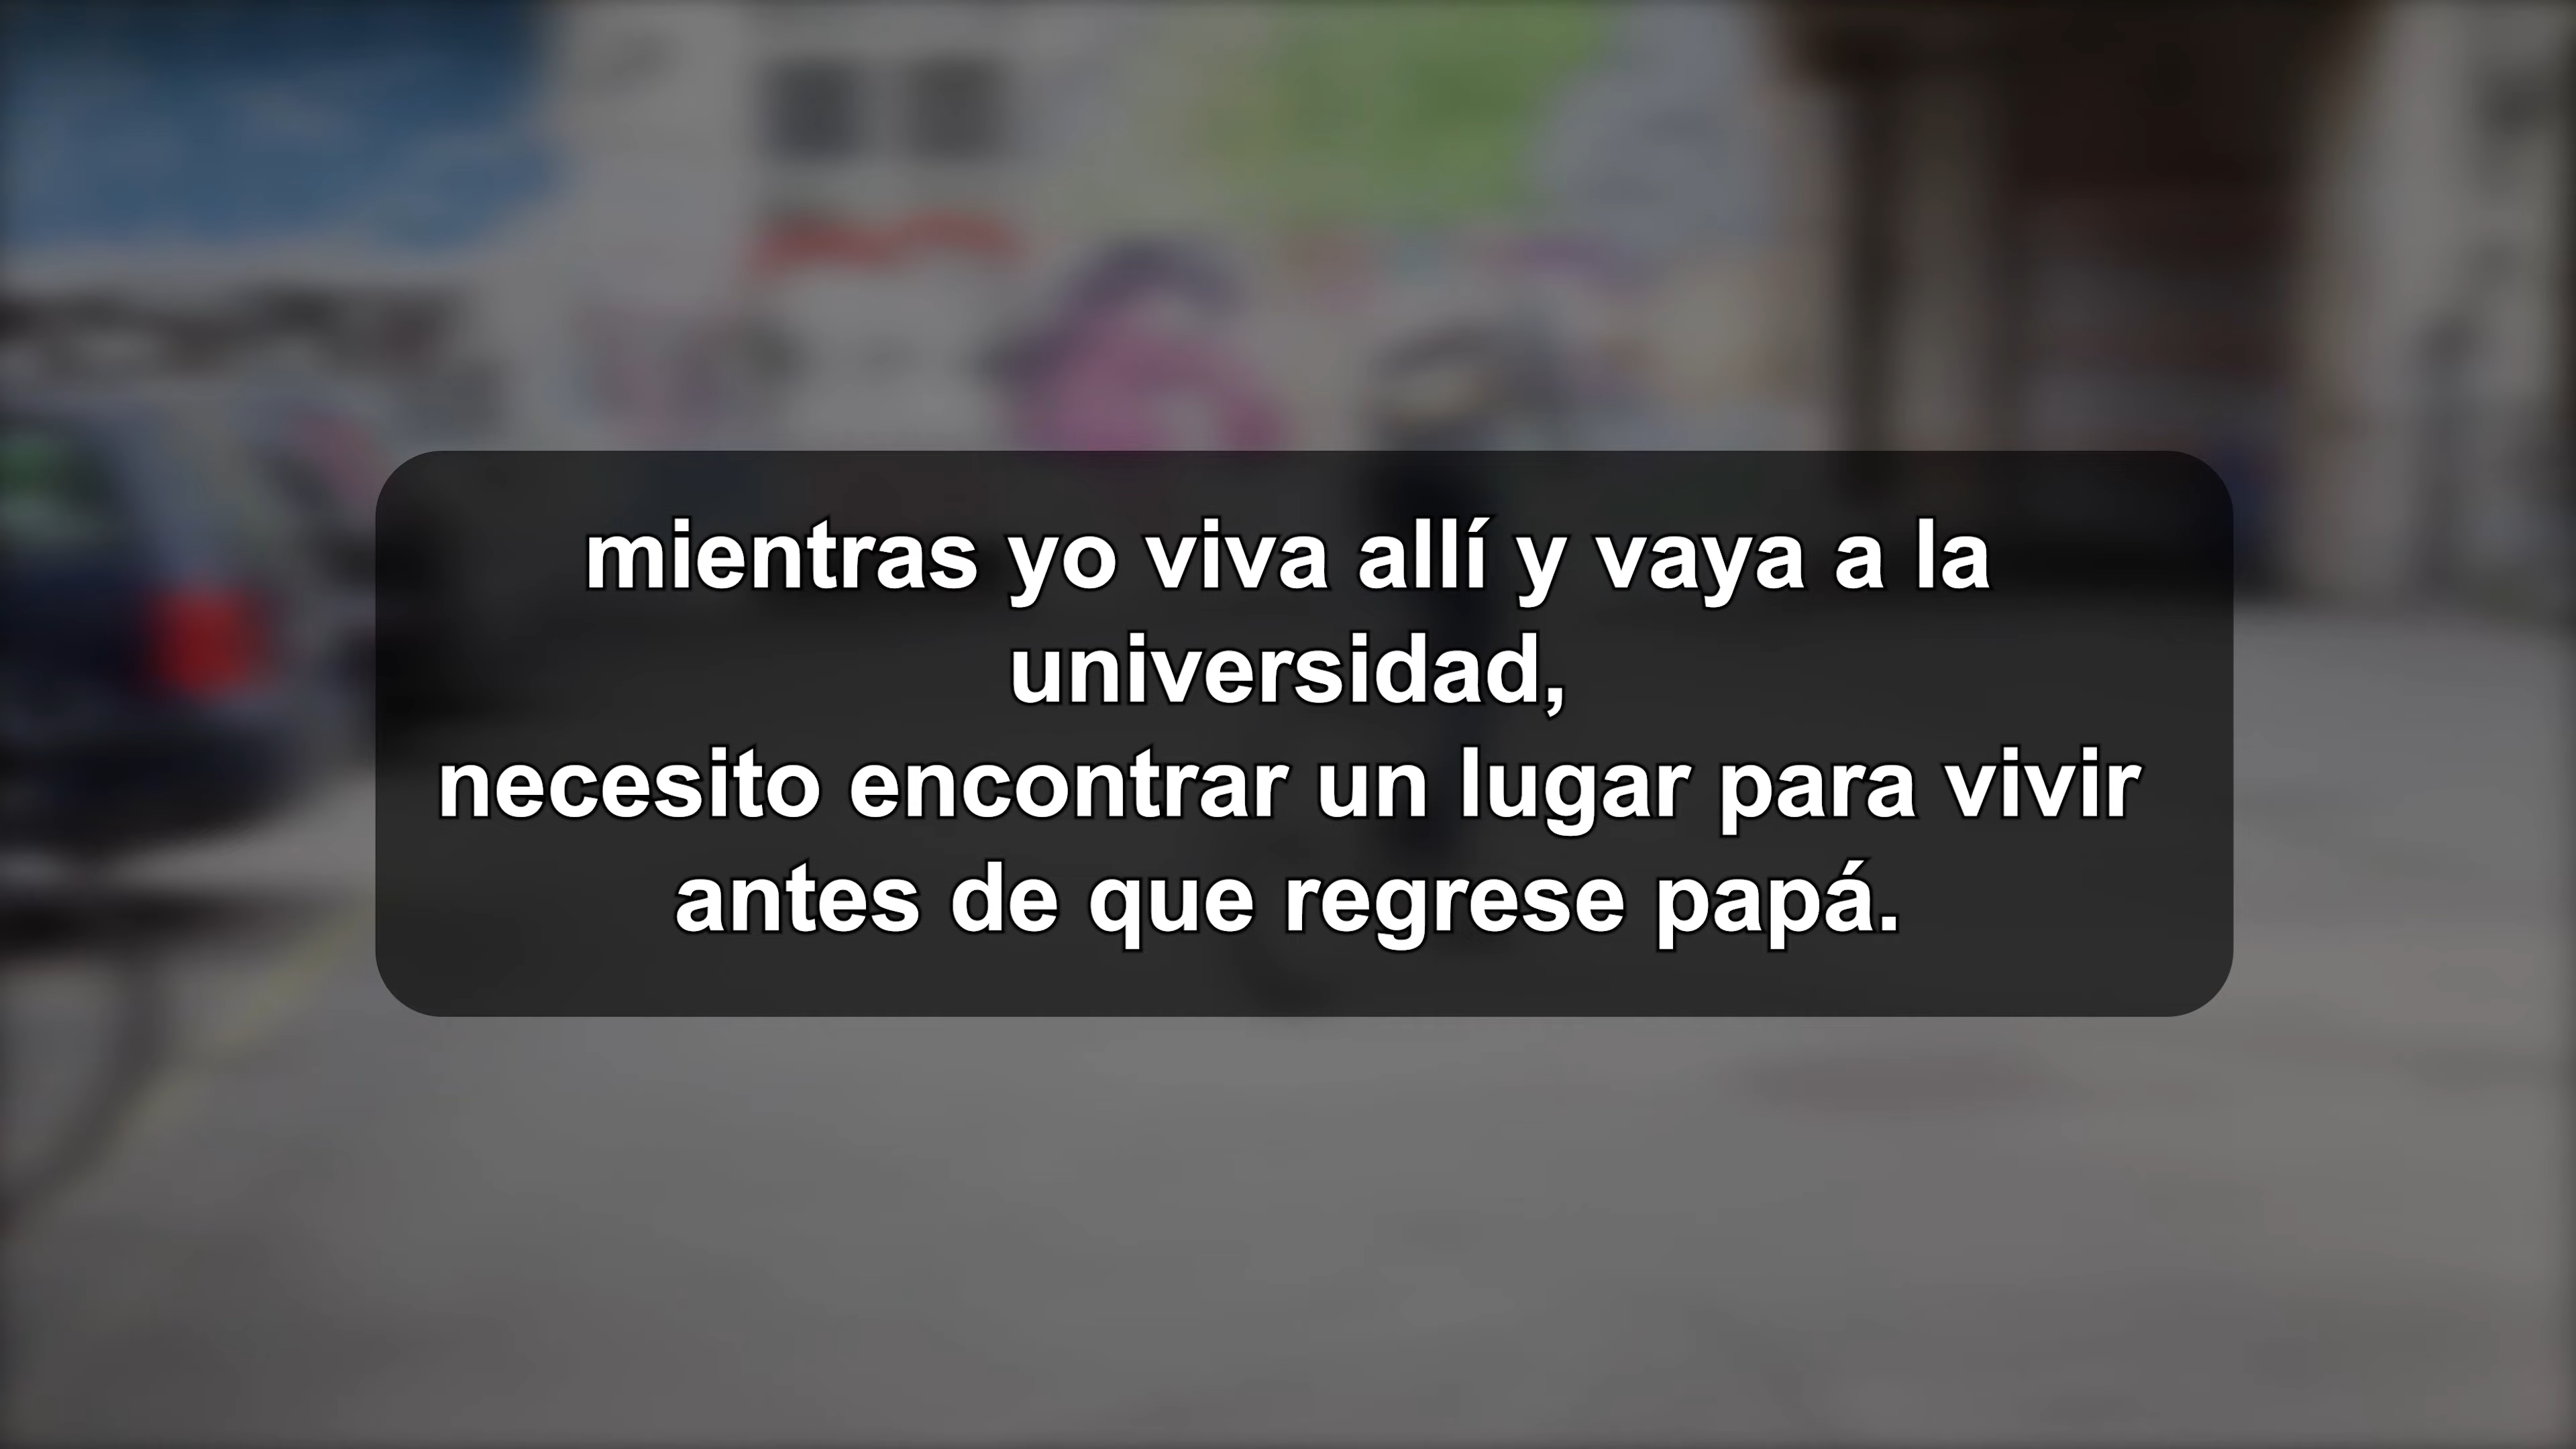 mientras yo viva allí y vaya a la
universidad,
necesito encontrar un lugar para vivir
antes de que regrese papá.